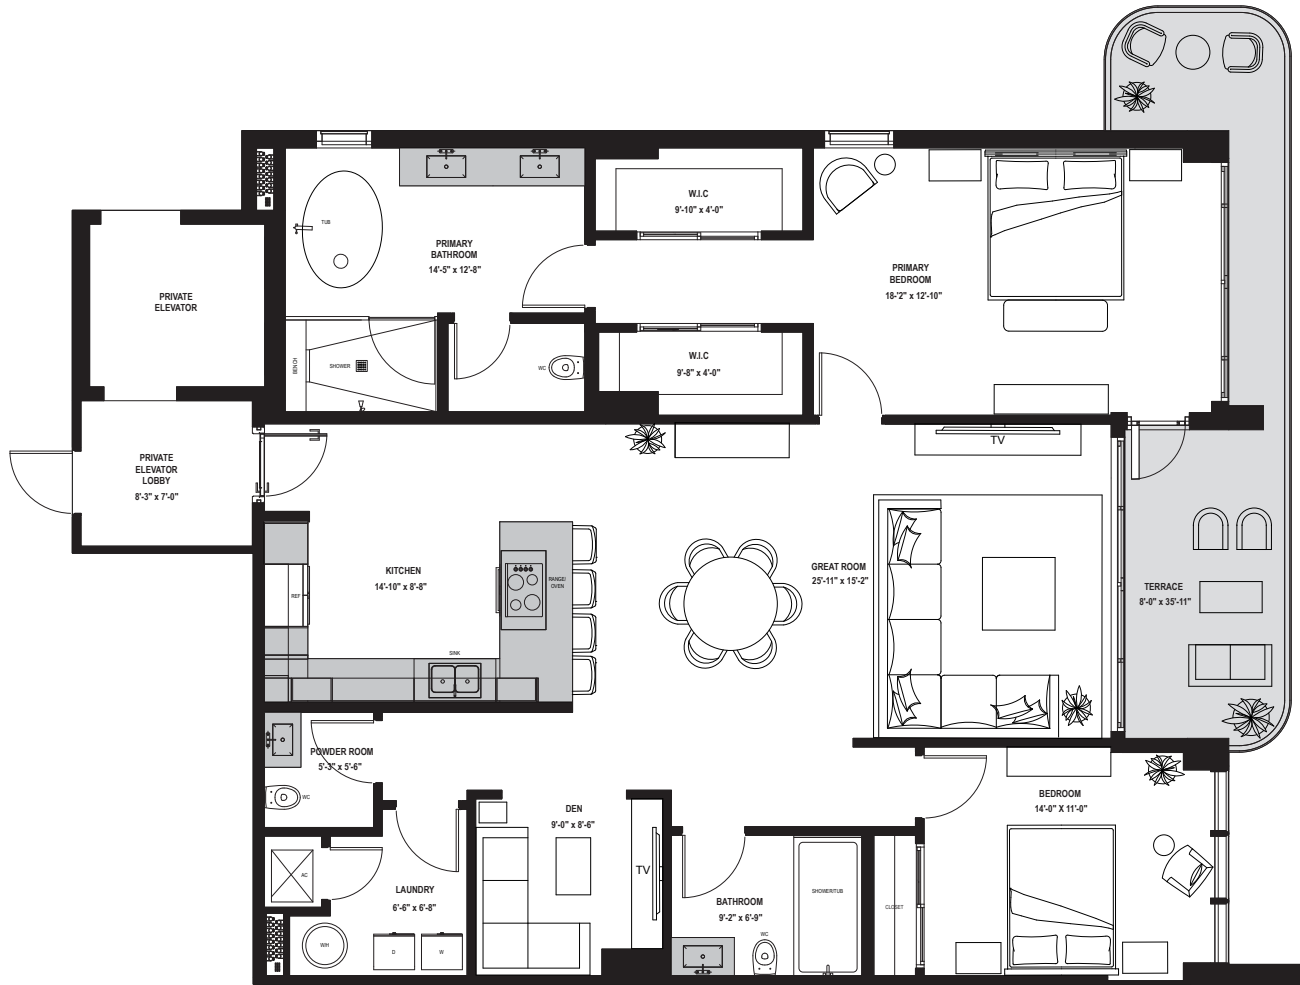 W.I.C
9'-10" x 4'-0"
TUB
PRIMARY
BATHROOM
14'-5" x 12'-8"
PRIMARY
BEDROOM
18-'2" x 12'-10"
PRIVATE
ELEVATOR
BENCH
SHOWER
WC
W.I.C
9'-8" x 4'-0"
PRIVATE
ELEVATOR
LOBBY
8'-3" x 7'-0"
TV
KITCHEN
14'-10" x 8'-8"
REF
RANGE/
OVEN
SINK
GREAT ROOM
25'-11" x 15'-2"
TERRACE
8'-0" x 35'-11"
POWDER ROOM
5'-3" x 5'-6"
WC
DEN
9'-0" x 8'-6"
TV
BEDROOM
14'-0" X 11'-0"
AC
LAUNDRY
6'-6" x 6'-8"
WH
D
W
BATHROOM
9'-2" x 6'-9"
WC
SHOWER/TUB
CLOSET